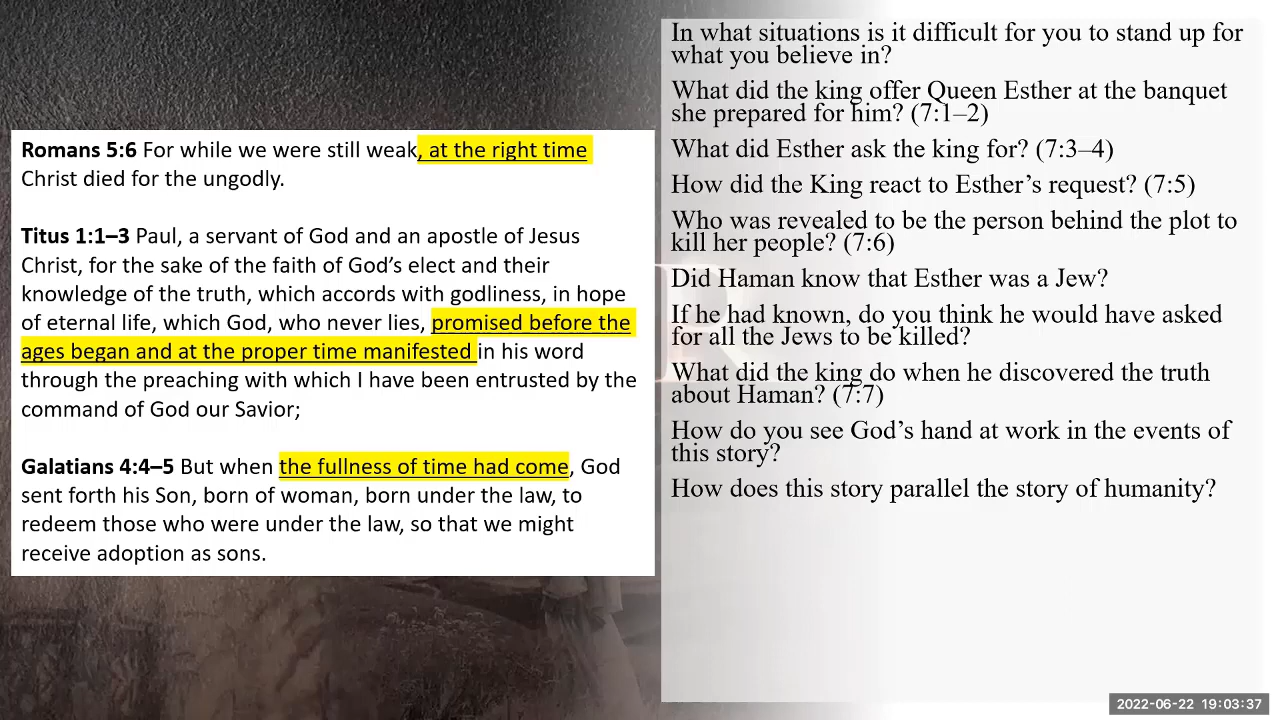 Romans 5:6 For while we were still weak, at the right time
Christ died for the ungodly.
Titus 1:1–3 Paul, a servant of God and an apostle of Jesus
Christ, for the sake of the faith of God’s elect and their
knowledge of the truth, which accords with godliness, in hope
of eternal life, which God, who never lies, promised before the
ages began and at the proper time manifested in his word
through the preaching with which I have been entrusted by the
command of God our Savior;
Galatians 4:4–5 But when the fullness of time had come, God
sent forth his Son, born of woman, born under the law, to
redeem those who were under the law, so that we might
receive adoption as sons.
In what situations is it difficult for you to stand up for
what you believe in?
What did the king offer Queen Esther at the banquet
she prepared for him? (7:1–2)
What did Esther ask the king for? (7:3–4)
How did the King react to Esther’s request? (7:5)
Who was revealed to be the person behind the plot to
kill her people? (7:6)
Did Haman know that Esther was a Jew?
If he had known, do you think he would have asked
for all the Jews to be killed?
What did the king do when he discovered the truth
about Haman? (7:7)
How do you see God’s hand at work in the events of
this story?
How does this story parallel the story of humanity?
R
2022-06-22 19:03:37